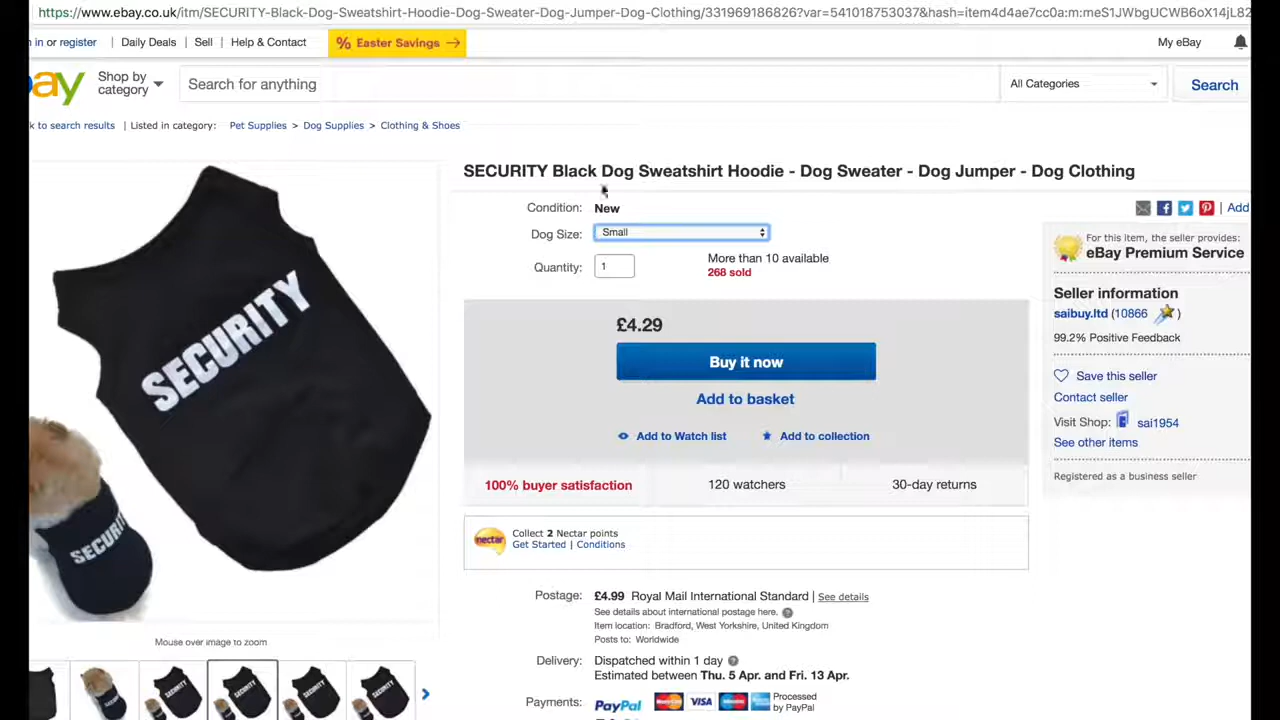 https://www.ebay.co.uk/itm/SECURITY-Black-Dog-Sweatshirt-Hoodie-Dog-Sweater-Dog-Jumper-Dog-Clothing/331969186826?var=541018753037&hash=item4d4ae7cc0a:m:meS1JWbgUCWB6oX14jL82
in or register | Daily Deals | Sell | Help & Contact
% Easter Savings →
My eBay
bay
Shop by category
Search for anything
All Categories
Search
k to search results | Listed in category: Pet Supplies > Dog Supplies > Clothing & Shoes
SECURITY Black Dog Sweatshirt Hoodie - Dog Sweater - Dog Jumper - Dog Clothing
SECURITY
SECURITY
Mouse over image to zoom
SECURITY
SECURITY
SECURITY
SECURITY
Condition: New
Dog Size: Small
Quantity: 1
More than 10 available
268 sold
£4.29
Buy it now
Add to basket
Add to Watch list
Add to collection
100% buyer satisfaction
120 watchers
30-day returns
nectar
Collect 2 Nectar points
Get Started | Conditions
Postage: £4.99 Royal Mail International Standard | See details
See details about international postage here.
Item location: Bradford, West Yorkshire, United Kingdom
Posts to: Worldwide
Delivery: Dispatched within 1 day
Estimated between Thu. 5 Apr. and Fri. 13 Apr.
Payments: PayPal VISA Processed by PayPal
| Add
For this item, the seller provides:
eBay Premium Service
Seller information
saibuy.ltd (10866 )
99.2% Positive Feedback
Save this seller
Contact seller
Visit Shop: sai1954
See other items
Registered as a business seller